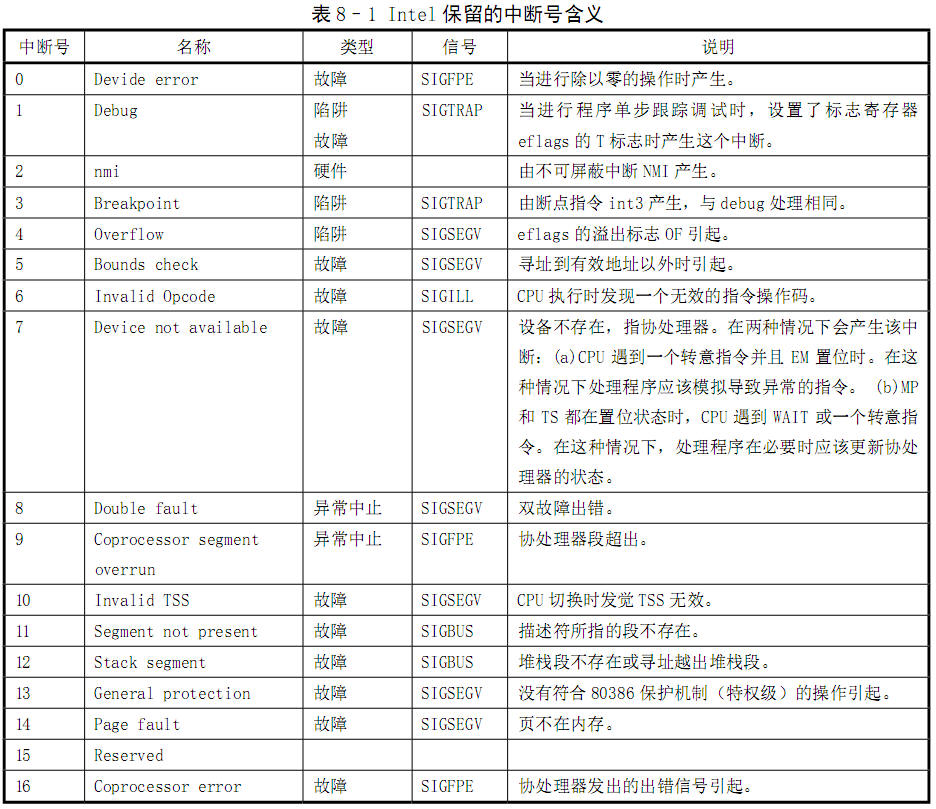 表 8-1 Intel 保留的中断号含义
中断号 名称 类型 信号 说明
0 Devide error 故障 SIGFPE 当进行除以零的操作时产生。
1 Debug 陷阱 SIGTRAP 当进行程序单步跟踪调试时，设置了标志寄存器
故障 eflags 的 T 标志时产生这个中断。
2 nmi 硬件 由不可屏蔽中断 NMI 产生。
3 Breakpoint 陷阱 SIGTRAP 由断点指令 int3 产生，与 debug 处理相同。
4 Overflow 陷阱 SIGSEGV eflags 的溢出标志 OF 引起。
5 Bounds check 故障 SIGSEGV 寻址到有效地址以外时引起。
6 Invalid Opcode 故障 SIGILL CPU 执行时发现一个无效的指令操作码。
7 Device not available 故障 SIGSEGV 设备不存在，指协处理器。在两种情况下会产生该中
断：(a)CPU 遇到一个转意指令并且 EM 置位时。在这
种情况下处理程序应该模拟导致异常的指令。 (b)MP
和 TS 都在置位状态时，CPU 遇到 WAIT 或一个转意指
令。在这种情况下，处理程序在必要时应该更新协处
理器的状态。
8 Double fault 异常中止 SIGSEGV 双故障出错。
9 Coprocessor segment 异常中止 SIGFPE 协处理器段超出。
overrun
10 Invalid TSS 故障 SIGSEGV CPU 切换时发觉 TSS 无效。
11 Segment not present 故障 SIGBUS 描述符所指的段不存在。
12 Stack segment 故障 SIGBUS 堆栈段不存在或寻址越出堆栈段。
13 General protection 故障 SIGSEGV 没有符合 80386 保护机制（特权级）的操作引起。
14 Page fault 故障 SIGSEGV 页不在内存。
15 Reserved
16 Coprocessor error 故障 SIGFPE 协处理器发出的出错信号引起。